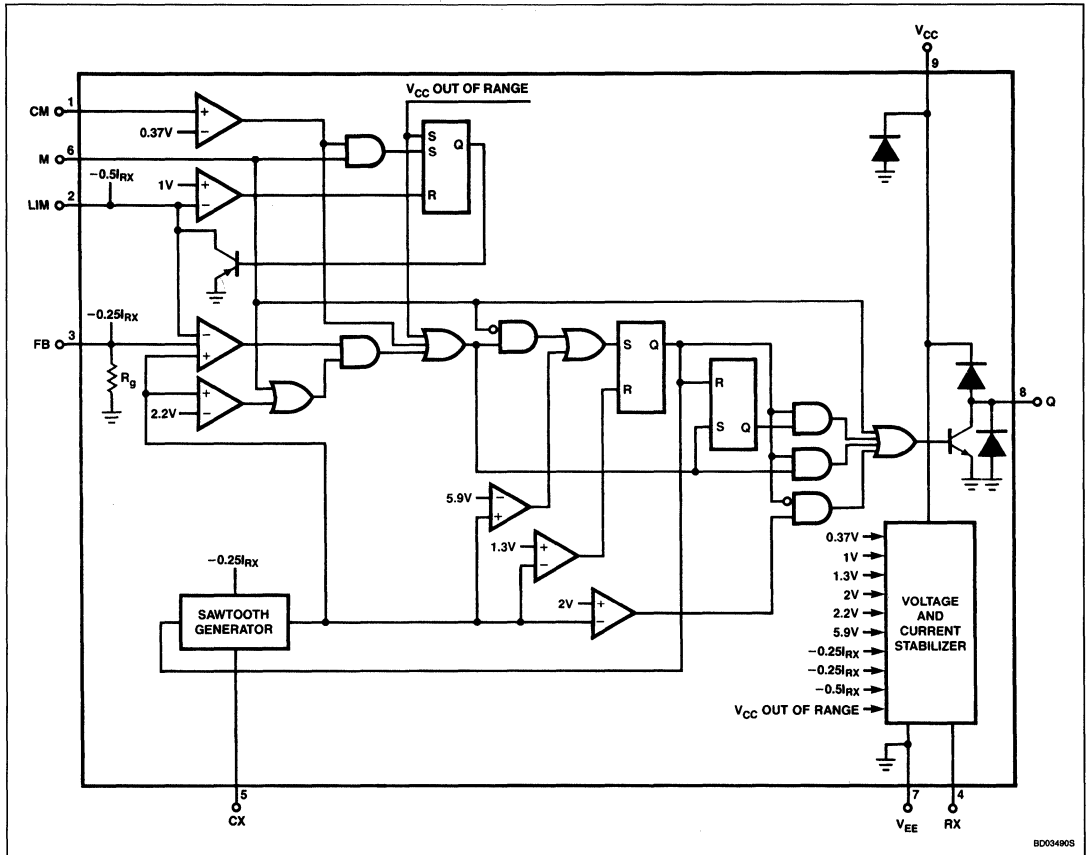 VCC
9
CM 1
0.37V
VCC OUT OF RANGE
S
S Q
R
M 6
-0.5IRX
1V
LIM 2
-0.25IRX
FB 3
Rg
2.2V
S Q
R
R
S Q
8 Q
5.9V
1.3V
2V
-0.25IRX
SAWTOOTH
GENERATOR
0.37V
1V
1.3V
2V
2.2V
5.9V
-0.25IRX
-0.25IRX
-0.5IRX
VCC OUT OF RANGE
VOLTAGE
AND
CURRENT
STABILIZER
5
CX
7
VEE
4
RX
BD03490S